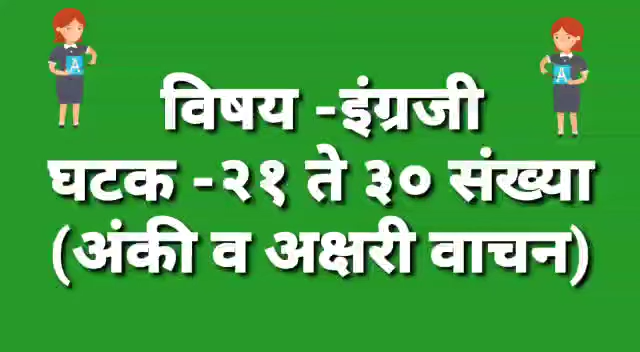 विषय -इंग्रजी
घटक -२१ ते ३० संख्या
(अंकी व अक्षरी वाचन)
A
A